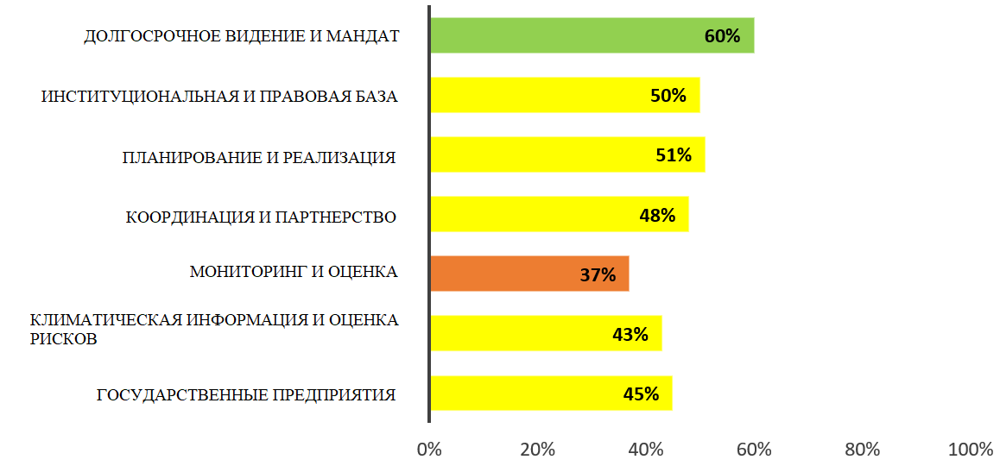 ДОЛГОСРОЧНОЕ ВИДЕНИЕ И МАНДАТ
60%
ИНСТИТУЦИОНАЛЬНАЯ И ПРАВОВАЯ БАЗА
50%
ПЛАНИРОВАНИЕ И РЕАЛИЗАЦИЯ
51%
КООРДИНАЦИЯ И ПАРТНЕРСТВО
48%
МОНИТОРИНГ И ОЦЕНКА
37%
КЛИМАТИЧЕСКАЯ ИНФОРМАЦИЯ И ОЦЕНКА
РИСКОВ
43%
ГОСУДАРСТВЕННЫЕ ПРЕДПРИЯТИЯ
45%
0% 20% 40% 60% 80% 100%